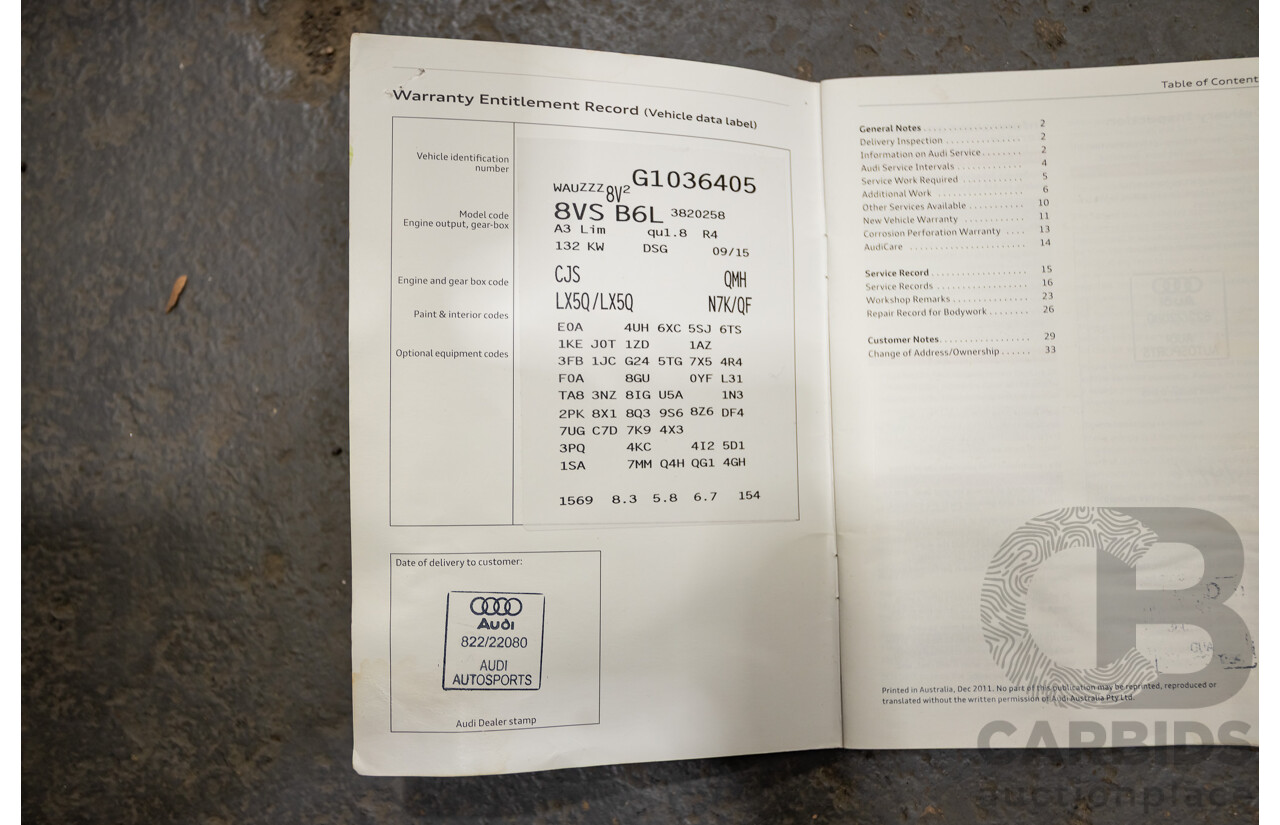 Warranty Entitlement Record (Vehicle data label)
Vehicle identification number
WAUZZZ 8V2 G1036405
Model code
8VS B6L 3820258
Engine output, gear-box
A3 Lim qu1.8 R4
132 KW DSG 09/15
Engine and gear box code
CJS QMH
Paint & interior codes
LX5Q/LX5Q N7K/QF
Optional equipment codes
E0A 4UH 6XC 5SJ 6TS
1KE J0T 1ZD 1AZ
3FB 1JC G24 5TG 7X5 4R4
F0A 8GU 0YF L31
TA8 3NZ 8IG U5A 1N3
2PK 8X1 8Q3 9S6 8Z6 DF4
7UG C7D 7K9 4X3
3PQ 4KC 4I2 5D1
1SA 7MM Q4H QG1 4GH
1569 8.3 5.8 6.7 154
Date of delivery to customer:
Audi
822/22080
AUDI
AUTOSPORTS
Audi Dealer stamp
Table of Content
General Notes . . . . . . . . . . . . . . . . . . 2
Delivery Inspection . . . . . . . . . . . . . . 2
Information on Audi Service . . . . . . . 2
Audi Service Intervals . . . . . . . . . . . . 4
Service Work Required . . . . . . . . . . . 5
Additional Work . . . . . . . . . . . . . . . . 6
Other Services Available . . . . . . . . . . 10
New Vehicle Warranty . . . . . . . . . . . 11
Corrosion Perforation Warranty . . . . 13
AudiCare . . . . . . . . . . . . . . . . . . . . . 14
Service Record . . . . . . . . . . . . . . . . . 15
Service Records . . . . . . . . . . . . . . . . 16
Workshop Remarks . . . . . . . . . . . . . 23
Repair Record for Bodywork . . . . . . . . 26
Customer Notes . . . . . . . . . . . . . . . . 29
Change of Address/Ownership . . . . . . 33
Printed in Australia, Dec 2011. No part of this publication may be reprinted, reproduced or
translated without the written permission of Audi Australia Pty Ltd.
CB
CARBIDS
auctionplace